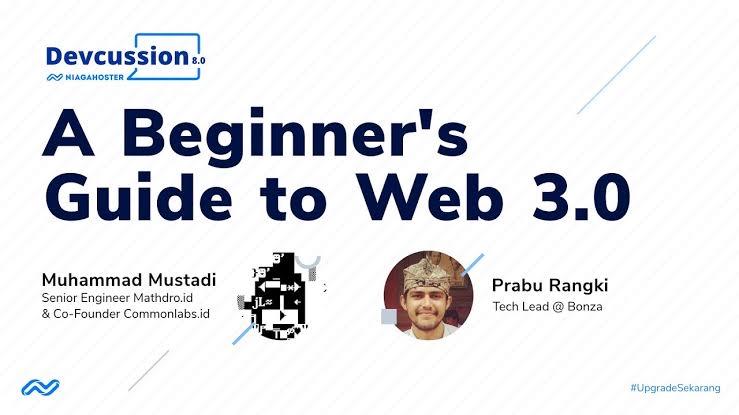 Devcussion 8.0
NIAGAHOSTER
A Beginner's
Guide to Web 3.0
Muhammad Mustadi
Senior Engineer Mathdro.id
& Co-Founder Commonlabs.id
Prabu Rangki
Tech Lead @ Bonza
#UpgradeSekarang